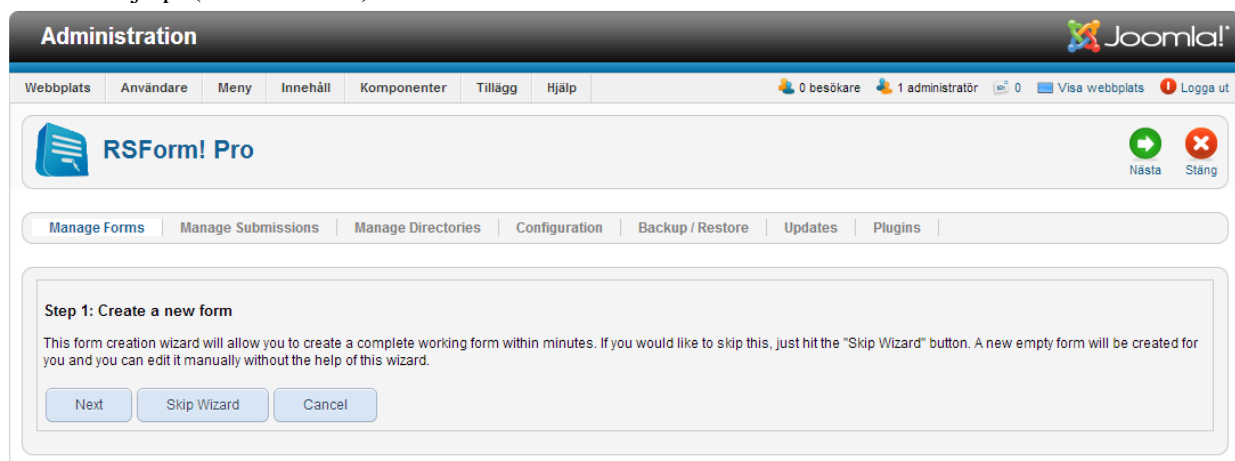 Administration
Joomla!
Webbplats Användare Meny Innehåll Komponenter Tillägg Hjälp 0 besökare 1 administratör 0 Visa webbplats Logga ut
RSForm! Pro
Nästa Stäng
Manage Forms Manage Submissions Manage Directories Configuration Backup / Restore Updates Plugins
Step 1: Create a new form
This form creation wizard will allow you to create a complete working form within minutes. If you would like to skip this, just hit the "Skip Wizard" button. A new empty form will be created for
you and you can edit it manually without the help of this wizard.
Next Skip Wizard Cancel